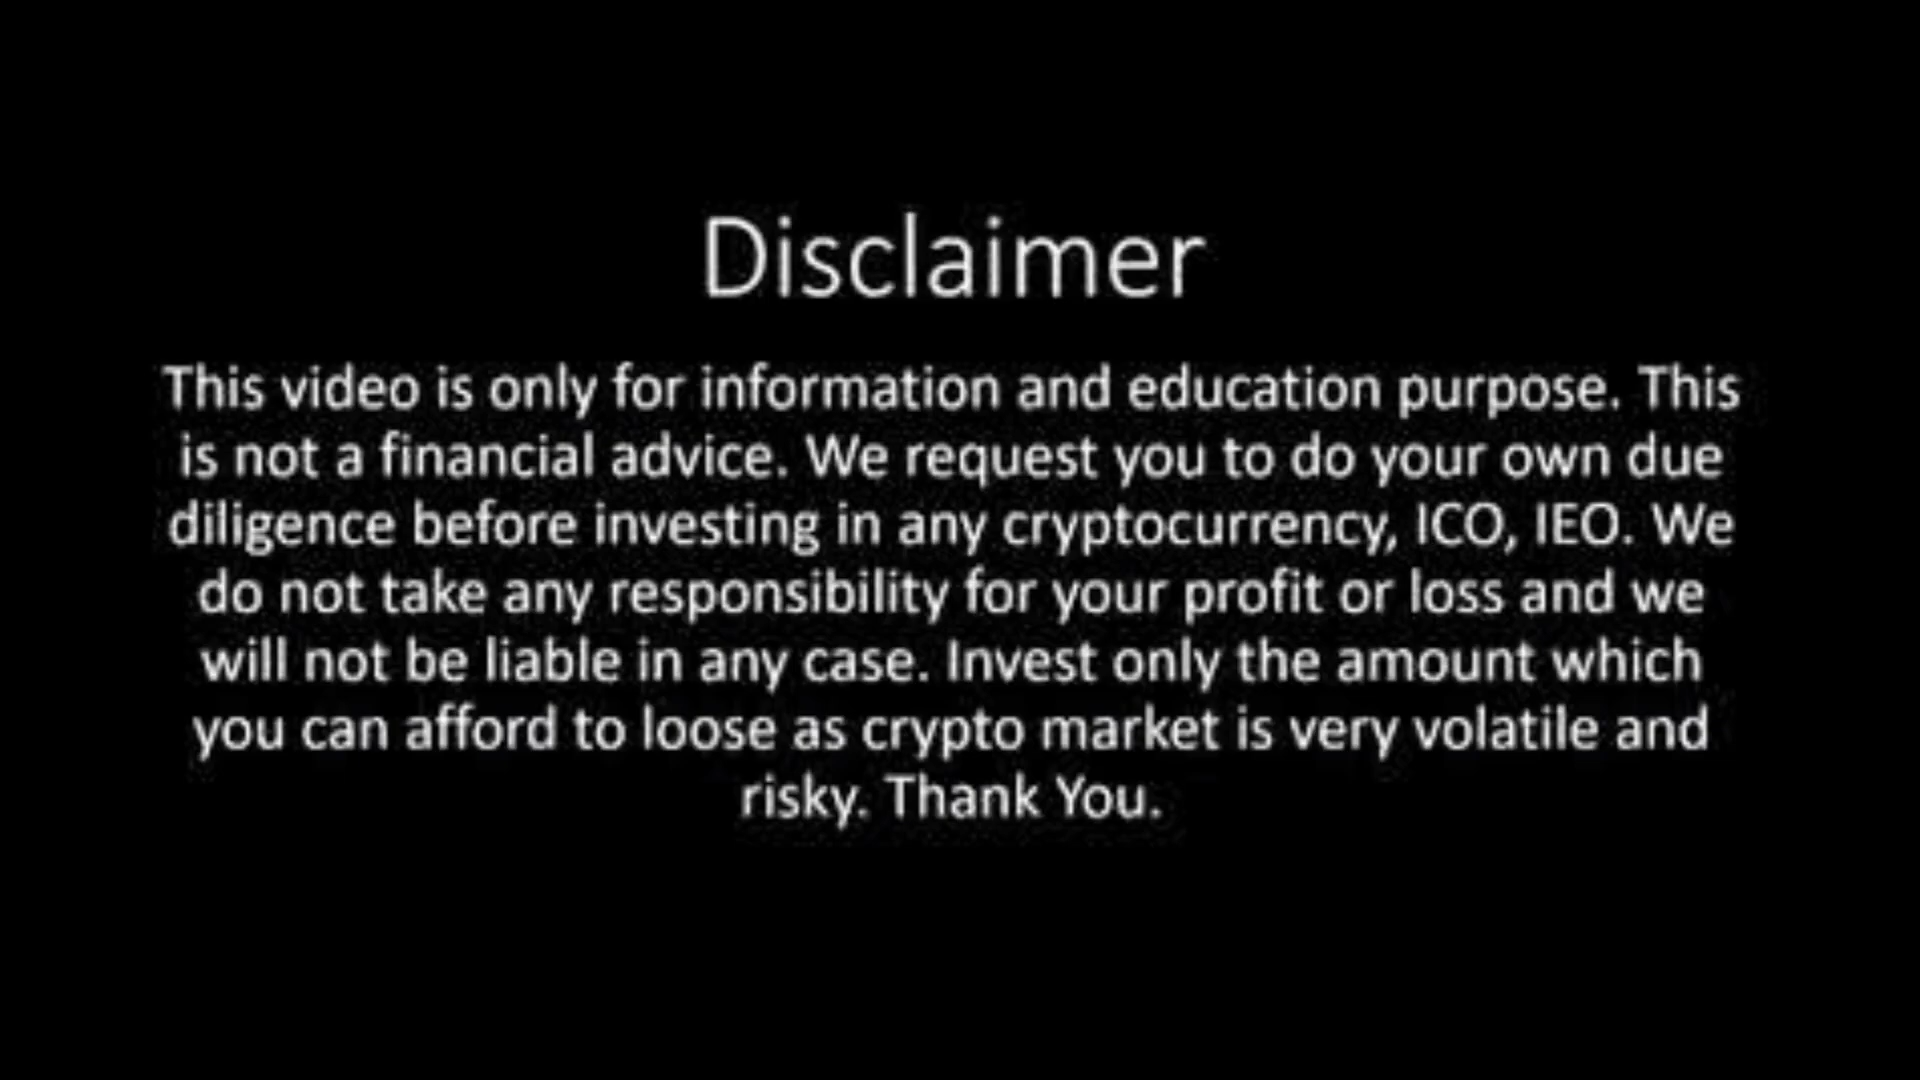 Disclaimer
This video is only for information and education purpose. This
is not a financial advice. We request you to do your own due
diligence before investing in any cryptocurrency, ICO, IEO. We
do not take any responsibility for your profit or loss and we
will not be liable in any case. Invest only the amount which
you can afford to loose as crypto market is very volatile and
risky. Thank You.